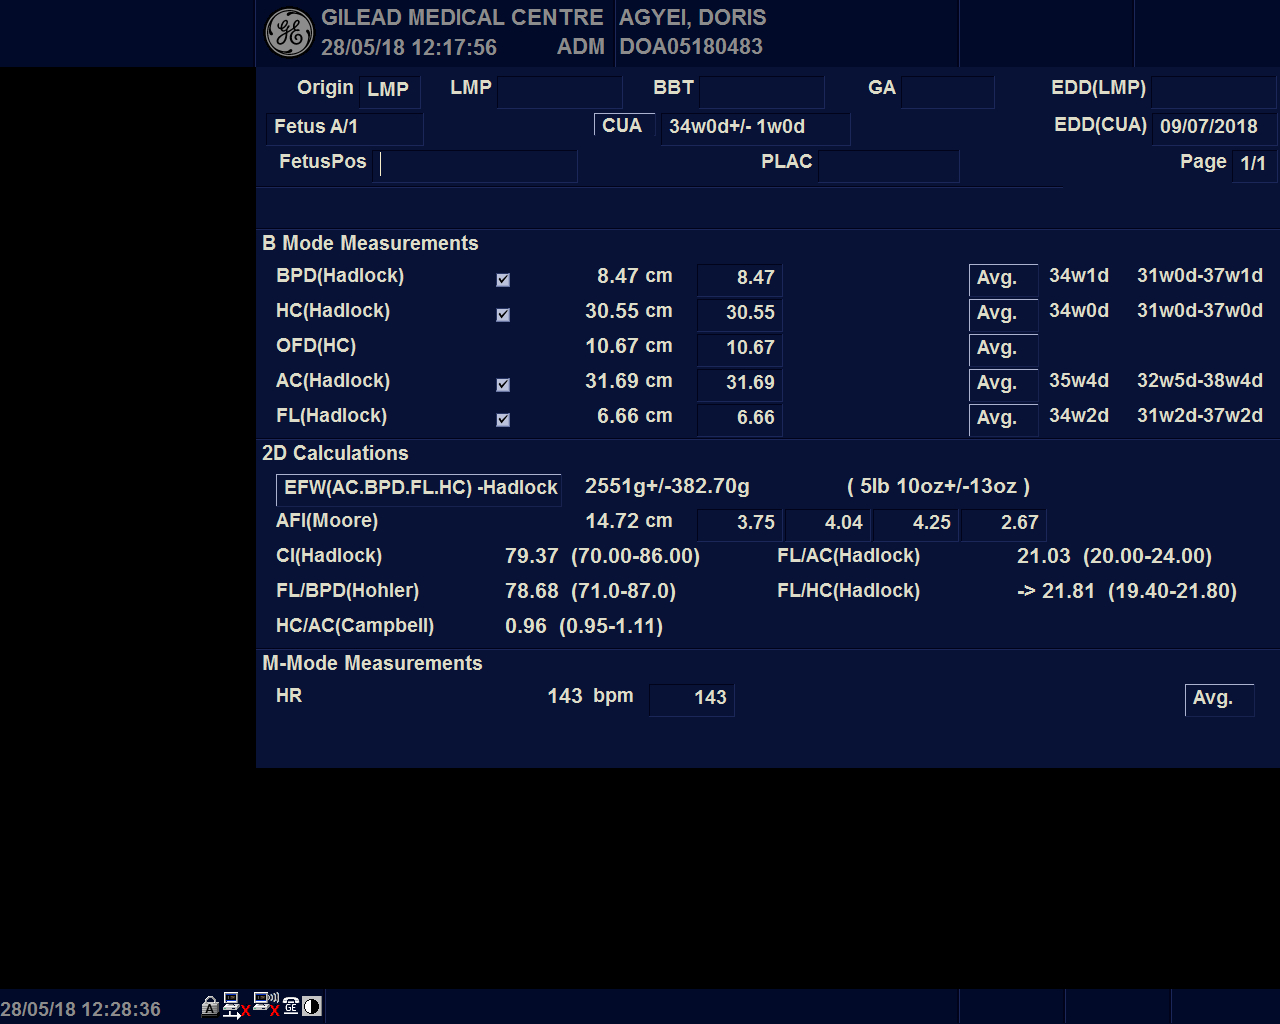 GILEAD MEDICAL CENTRE AGYEI, DORIS
28/05/18 12:17:56 ADM DOA05180483
Origin LMP LMP BBT GA EDD(LMP)
Fetus A/1 CUA 34w0d+/- 1w0d EDD(CUA) 09/07/2018
FetusPos PLAC Page 1/1
B Mode Measurements
BPD(Hadlock) 8.47 cm 8.47 Avg. 34w1d 31w0d-37w1d
HC(Hadlock) 30.55 cm 30.55 Avg. 34w0d 31w0d-37w0d
OFD(HC) 10.67 cm 10.67 Avg.
AC(Hadlock) 31.69 cm 31.69 Avg. 35w4d 32w5d-38w4d
FL(Hadlock) 6.66 cm 6.66 Avg. 34w2d 31w2d-37w2d
2D Calculations
EFW(AC.BPD.FL.HC) -Hadlock 2551g+/-382.70g ( 5lb 10oz+/-13oz )
AFI(Moore) 14.72 cm 3.75 4.04 4.25 2.67
CI(Hadlock) 79.37 (70.00-86.00) FL/AC(Hadlock) 21.03 (20.00-24.00)
FL/BPD(Hohler) 78.68 (71.0-87.0) FL/HC(Hadlock) -> 21.81 (19.40-21.80)
HC/AC(Campbell) 0.96 (0.95-1.11)
M-Mode Measurements
HR 143 bpm 143 Avg.
28/05/18 12:28:36 A GE